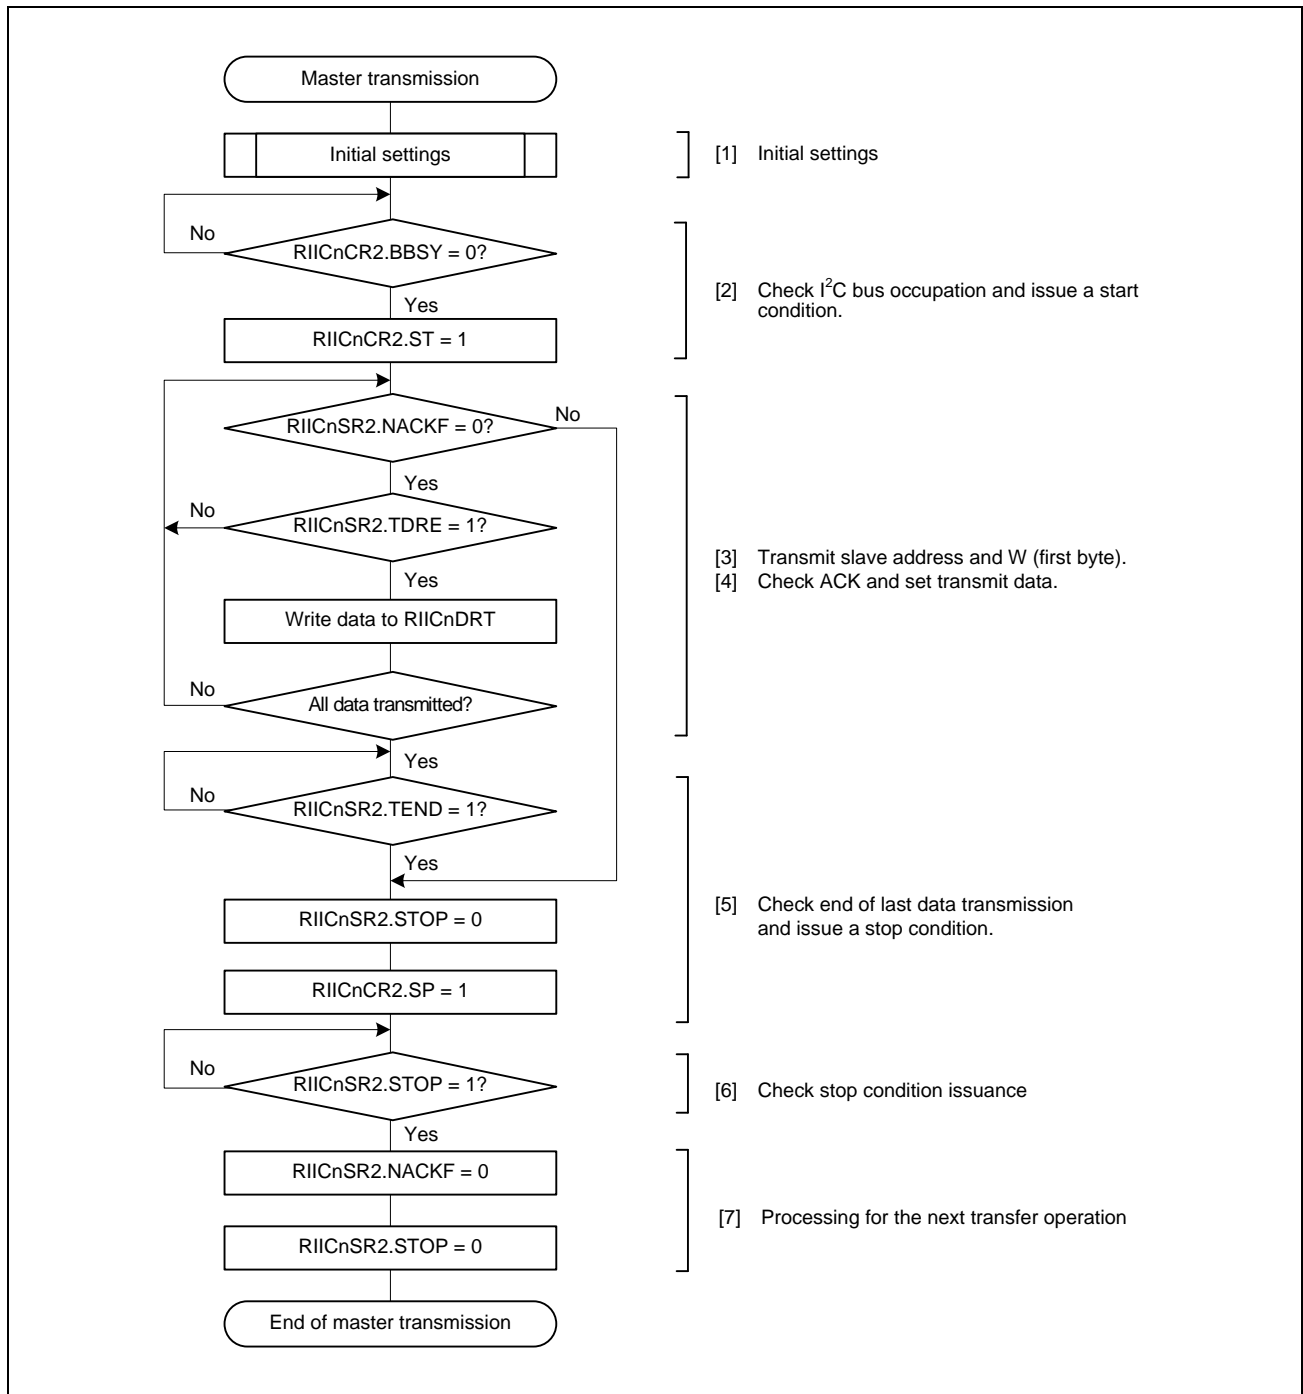 Master transmission
Initial settings
[1] Initial settings
No
RIICnCR2.BBSY = 0?
Yes
[2] Check I²C bus occupation and issue a start
condition.
RIICnCR2.ST = 1
RIICnSR2.NACKF = 0?
No
Yes
No
RIICnSR2.TDRE = 1?
Yes
[3] Transmit slave address and W (first byte).
[4] Check ACK and set transmit data.
Write data to RIICnDRT
No
All data transmitted?
Yes
No
RIICnSR2.TEND = 1?
Yes
RIICnSR2.STOP = 0
[5] Check end of last data transmission
and issue a stop condition.
RIICnCR2.SP = 1
No
RIICnSR2.STOP = 1?
[6] Check stop condition issuance
Yes
RIICnSR2.NACKF = 0
[7] Processing for the next transfer operation
RIICnSR2.STOP = 0
End of master transmission